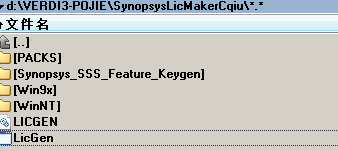 d:\VERDI3-POJIE\SynopsysLicMakerCqiu\*.*
文件名
[..]
[PACKS]
[Synopsys_SSS_Feature_Keygen]
[Win9x]
[WinNT]
LICGEN
LicGen